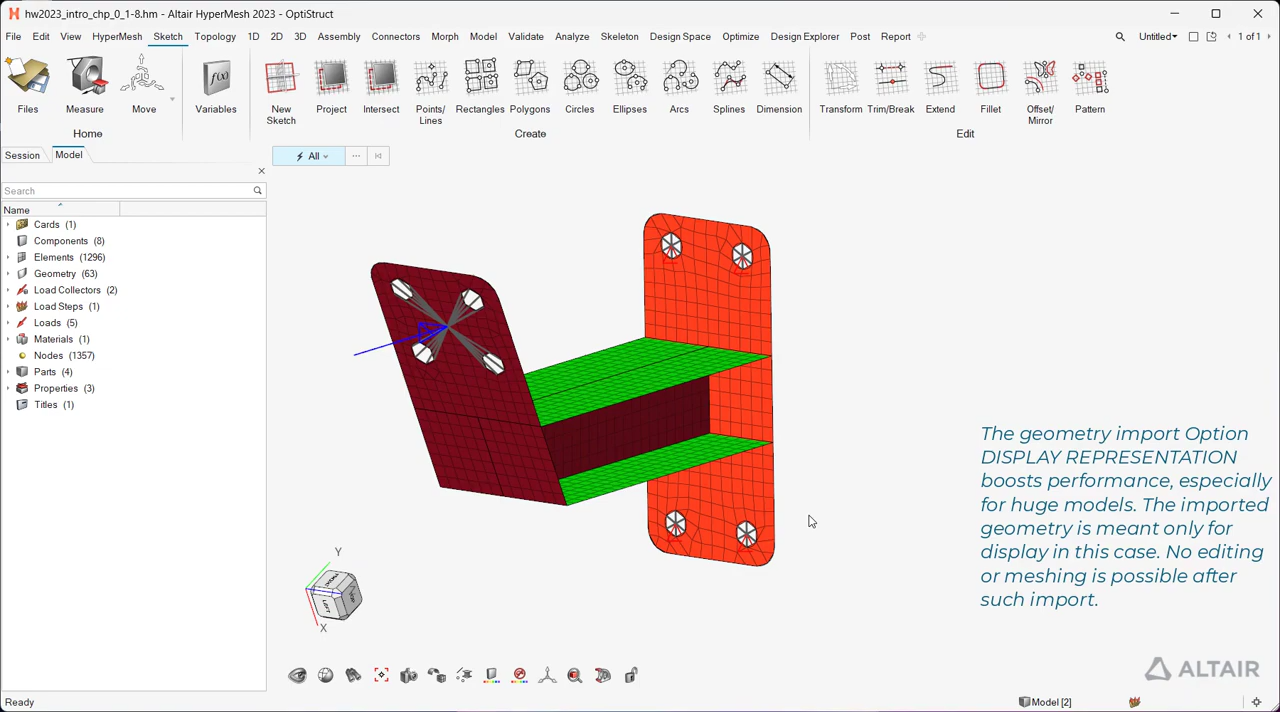 hw2023_intro_chp_0_1-8.hm - Altair HyperMesh 2023 - OptiStruct
File Edit View HyperMesh Sketch Topology 1D 2D 3D Assembly Connectors Morph Model Validate Analyze Skeleton Design Space Optimize Design Explorer Post Report Untitled 1 of 1
Files Measure Move Variables New Sketch Project Intersect Points/Lines Rectangles Polygons Circles Ellipses Arcs Splines Dimension Transform Trim/Break Extend Fillet Offset/Mirror Pattern
Home Create Edit
Session Model
All
Search
Name
Cards (1)
Components (8)
Elements (1296)
Geometry (63)
Load Collectors (2)
Load Steps (1)
Loads (5)
Materials (1)
Nodes (1357)
Parts (4)
Properties (3)
Titles (1)
The geometry import Option
DISPLAY REPRESENTATION
boosts performance, especially
for huge models. The imported
geometry is meant only for
display in this case. No editing
or meshing is possible after
such import.
Y
LEFT
X
ALTAIR
Ready
Model [2]